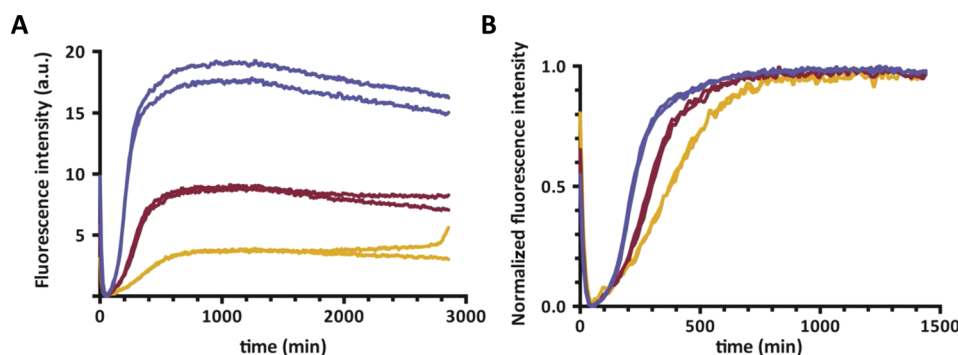 A
Fluorescence intensity (a.u.)
20
15
10
5
0
1000
2000
3000
time (min)
B
Normalized fluorescence intensity
1.0
0.5
0.0
0
500
1000
1500
time (min)